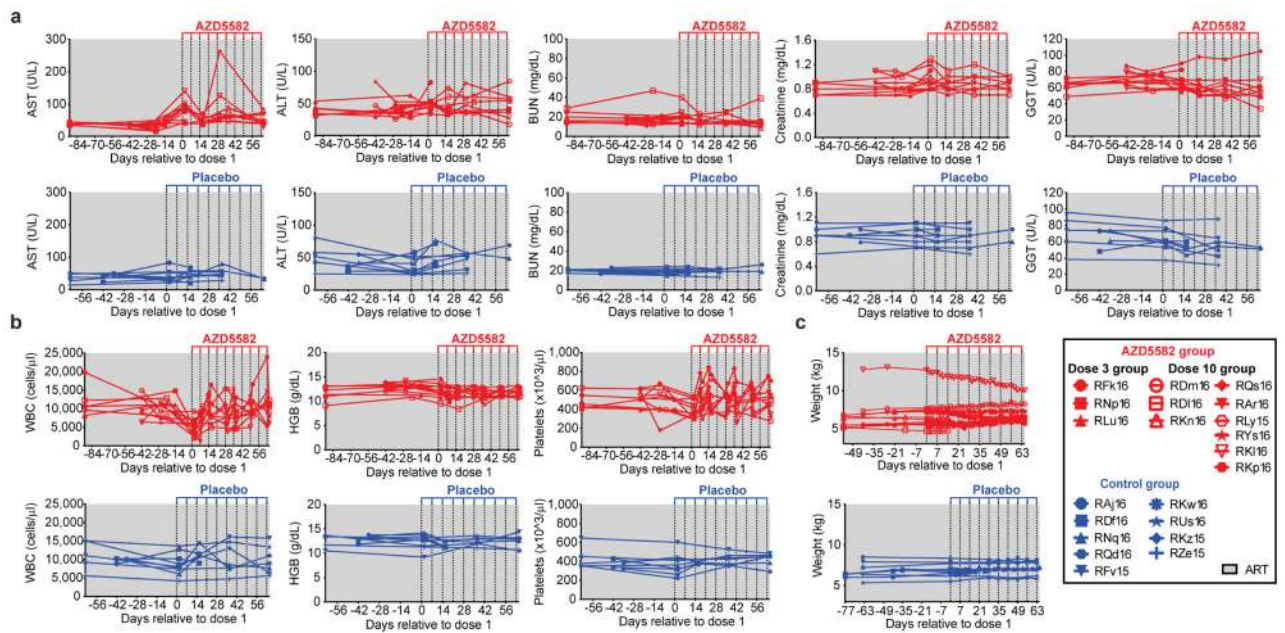 a
AZD5582
AST (U/L)
300
200
100
0
-84-70-56-42-28-14 0 14 28 42 56
Days relative to dose 1
AZD5582
ALT (U/L)
200
150
100
50
0
-84-70-56-42-28-14 0 14 28 42 56
Days relative to dose 1
AZD5582
BUN (mg/dL)
100
80
60
40
20
0
-84-70-56-42-28-14 0 14 28 42 56
Days relative to dose 1
AZD5582
Creatinine (mg/dL)
1.6
1.2
0.8
0.4
0.0
-84-70-56-42-28-14 0 14 28 42 56
Days relative to dose 1
AZD5582
GGT (U/L)
120
100
80
60
40
20
0
-84-70-56-42-28-14 0 14 28 42 56
Days relative to dose 1
Placebo
AST (U/L)
300
200
100
0
-56 -42 -28 -14 0 14 28 42 56
Days relative to dose 1
Placebo
ALT (U/L)
200
150
100
50
0
-56 -42 -28 -14 0 14 28 42 56
Days relative to dose 1
Placebo
BUN (mg/dL)
100
80
60
40
20
0
-56 -42 -28 -14 0 14 28 42 56
Days relative to dose 1
Placebo
Creatinine (mg/dL)
1.6
1.2
0.8
0.4
0.0
-56 -42 -28 -14 0 14 28 42 56
Days relative to dose 1
Placebo
GGT (U/L)
120
100
80
60
40
20
0
-56 -42 -28 -14 0 14 28 42 56
Days relative to dose 1
b
AZD5582
WBC (cells/µl)
25,000
20,000
15,000
10,000
5,000
0
-84-70-56-42-28-14 0 14 28 42 56
Days relative to dose 1
AZD5582
HGB (g/dL)
20
15
10
5
0
-84-70-56-42-28-14 0 14 28 42 56
Days relative to dose 1
AZD5582
Platelets (x10^3/µl)
1,000
800
600
400
200
0
-84-70-56-42-28-14 0 14 28 42 56
Days relative to dose 1
c
AZD5582
Weight (kg)
15
10
5
-49 -35 -21 -7 7 21 35 49 63
Days relative to dose 1
Placebo
WBC (cells/µl)
25,000
20,000
15,000
10,000
5,000
0
-56 -42 -28 -14 0 14 28 42 56
Days relative to dose 1
Placebo
HGB (g/dL)
20
15
10
5
0
-56 -42 -28 -14 0 14 28 42 56
Days relative to dose 1
Placebo
Platelets (x10^3/µl)
1,000
800
600
400
200
0
-56 -42 -28 -14 0 14 28 42 56
Days relative to dose 1
Placebo
Weight (kg)
15
10
5
-77 -63 -49 -35 -21 -7 7 21 35 49 63
Days relative to dose 1
AZD5582 group
Dose 3 group Dose 10 group
RFk16 RDm16 RQs16
RNp16 RDl16 RAr16
RLu16 RKn16 RLy15
RYs16
RKl16
RKp16
Control group
RAj16 RKw16
RDf16 RUs16
RNq16 RKz16
RQd16 RZe15
RFv15
ART